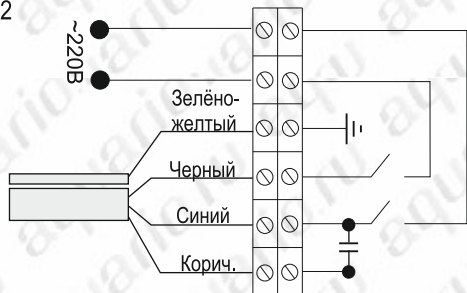 2
~220В
Зелёно-
желтый
Черный
Синий
Корич.